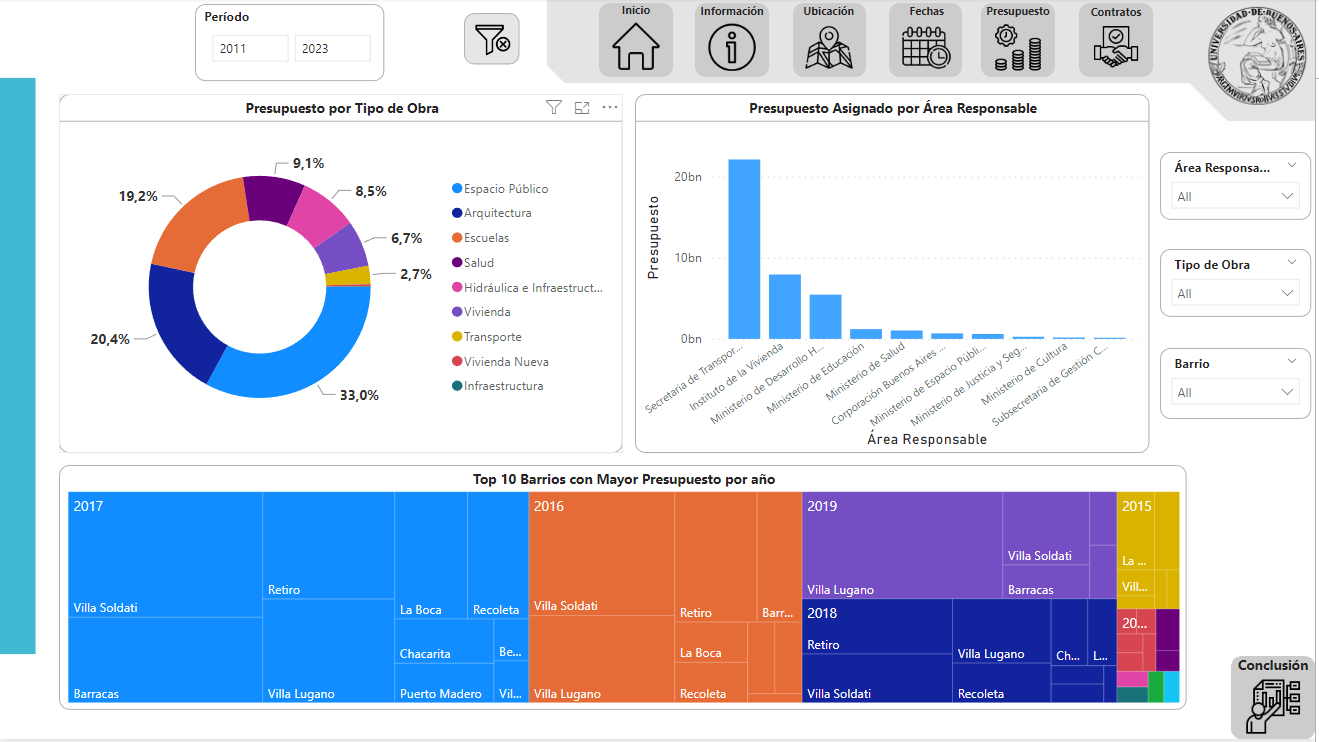 Período
2011
2023
Inicio
Información
Ubicación
Fechas
Presupuesto
Contratos
UNIVERSIDAD·DE·BUENOS·AIRES
Presupuesto por Tipo de Obra
9,1%
8,5%
6,7%
2,7%
33,0%
20,4%
19,2%
Espacio Público
Arquitectura
Escuelas
Salud
Hidráulica e Infraestruct...
Vivienda
Transporte
Vivienda Nueva
Infraestructura
Presupuesto Asignado por Área Responsable
Presupuesto
20bn
10bn
0bn
Secretaria de Transpor...
Instituto de la Vivienda
Ministerio de Desarrollo H...
Ministerio de Educación
Ministerio de Salud
Corporación Buenos Aires ...
Ministerio de Espacio Públi...
Ministerio de Justicia y Seg...
Ministerio de Cultura
Subsecretaria de Gestión C...
Área Responsable
Área Responsa...
All
Tipo de Obra
All
Barrio
All
Top 10 Barrios con Mayor Presupuesto por año
2017
Villa Soldati
Barracas
Retiro
Villa Lugano
La Boca
Recoleta
Chacarita
Be...
Puerto Madero
Vil...
2016
Villa Soldati
Villa Lugano
Retiro
Barr...
La Boca
Recoleta
2019
Villa Lugano
Villa Soldati
Barracas
2018
Retiro
Villa Soldati
Villa Lugano
Recoleta
Ch...
L...
2015
La ...
Vill...
20...
Conclusión